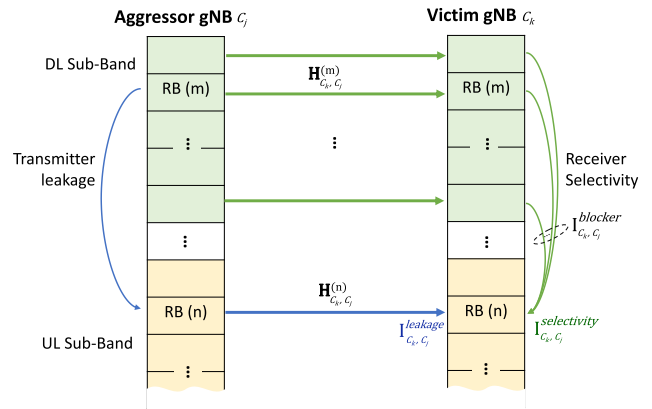 Aggressor gNB C_j
Victim gNB C_k
DL Sub-Band
RB (m)
H^{(m)}_{C_k, C_j}
RB (m)
⋮
⋮
⋮
Transmitter
leakage
Receiver
Selectivity
⋮
⋮
I^{blocker}_{C_k, C_j}
H^{(n)}_{C_k, C_j}
RB (n)
RB (n)
I^{leakage}_{C_k, C_j}
I^{selectivity}_{C_k, C_j}
UL Sub-Band
⋮
⋮